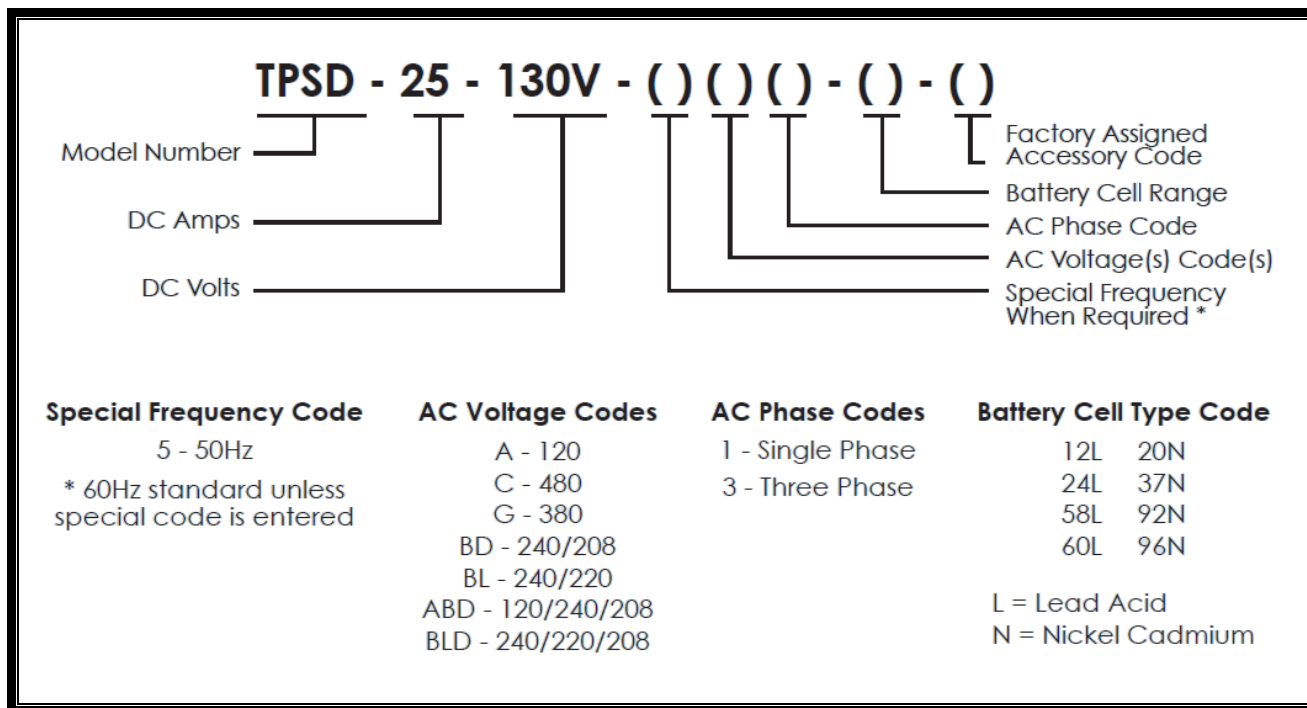 TPSD - 25 - 130V - ( ) ( ) ( ) - ( ) - ( )
Model Number
DC Amps
DC Volts
Factory Assigned
Accessory Code
Battery Cell Range
AC Phase Code
AC Voltage(s) Code(s)
Special Frequency
When Required *
Special Frequency Code
5 - 50Hz
* 60Hz standard unless
special code is entered
AC Voltage Codes
A - 120
C - 480
G - 380
BD - 240/208
BL - 240/220
ABD - 120/240/208
BLD - 240/220/208
AC Phase Codes
1 - Single Phase
3 - Three Phase
Battery Cell Type Code
12L 20N
24L 37N
58L 92N
60L 96N
L = Lead Acid
N = Nickel Cadmium